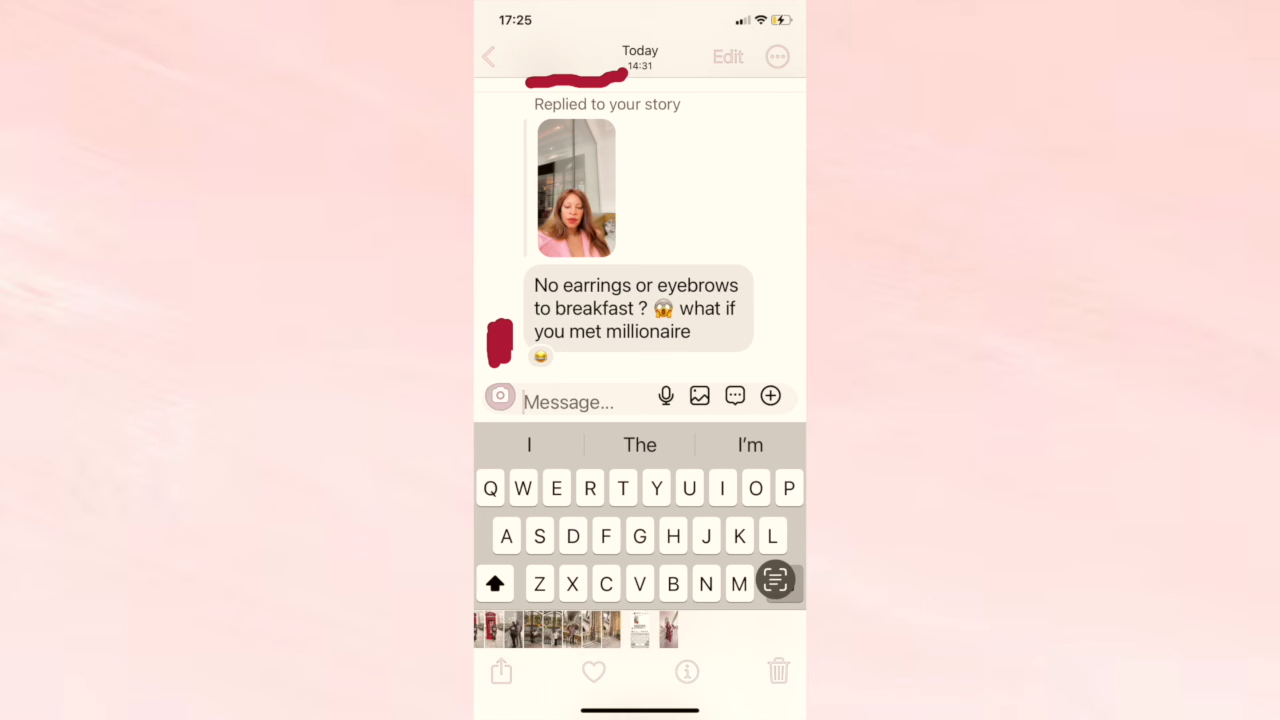 17:25
Today
14:31
Edit
Replied to your story
No earrings or eyebrows
to breakfast ? 😱 what if
you met millionaire
😂
Message...
I The I'm
Q W E R T Y U I O P
A S D F G H J K L
Z X C V B N M